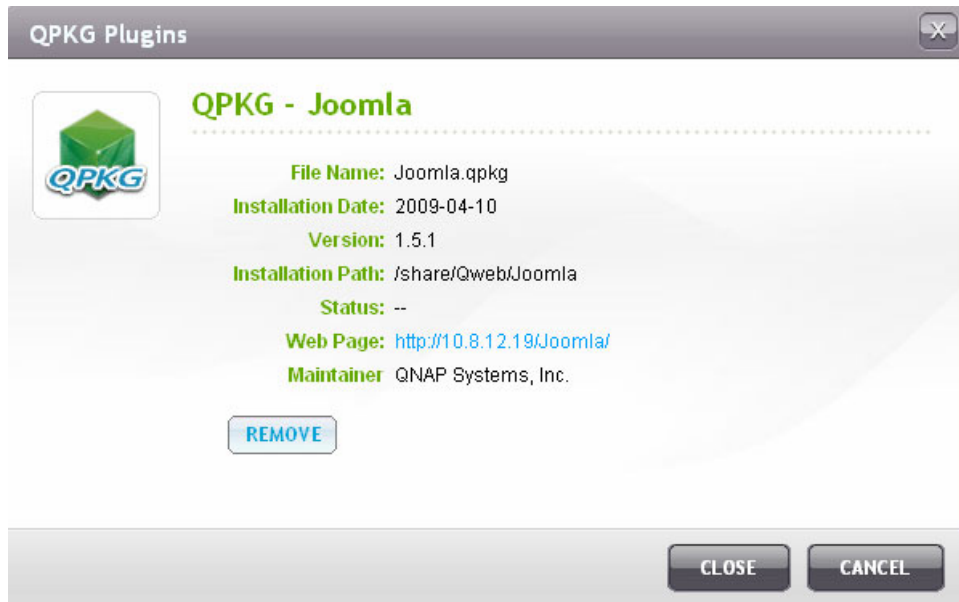 QPKG Plugins
X
QPKG - Joomla
QPKG
File Name: Joomla.qpkg
Installation Date: 2009-04-10
Version: 1.5.1
Installation Path: /share/Qweb/Joomla
Status: --
Web Page: http://10.8.12.19/Joomla/
Maintainer QNAP Systems, Inc.
REMOVE
CLOSE CANCEL